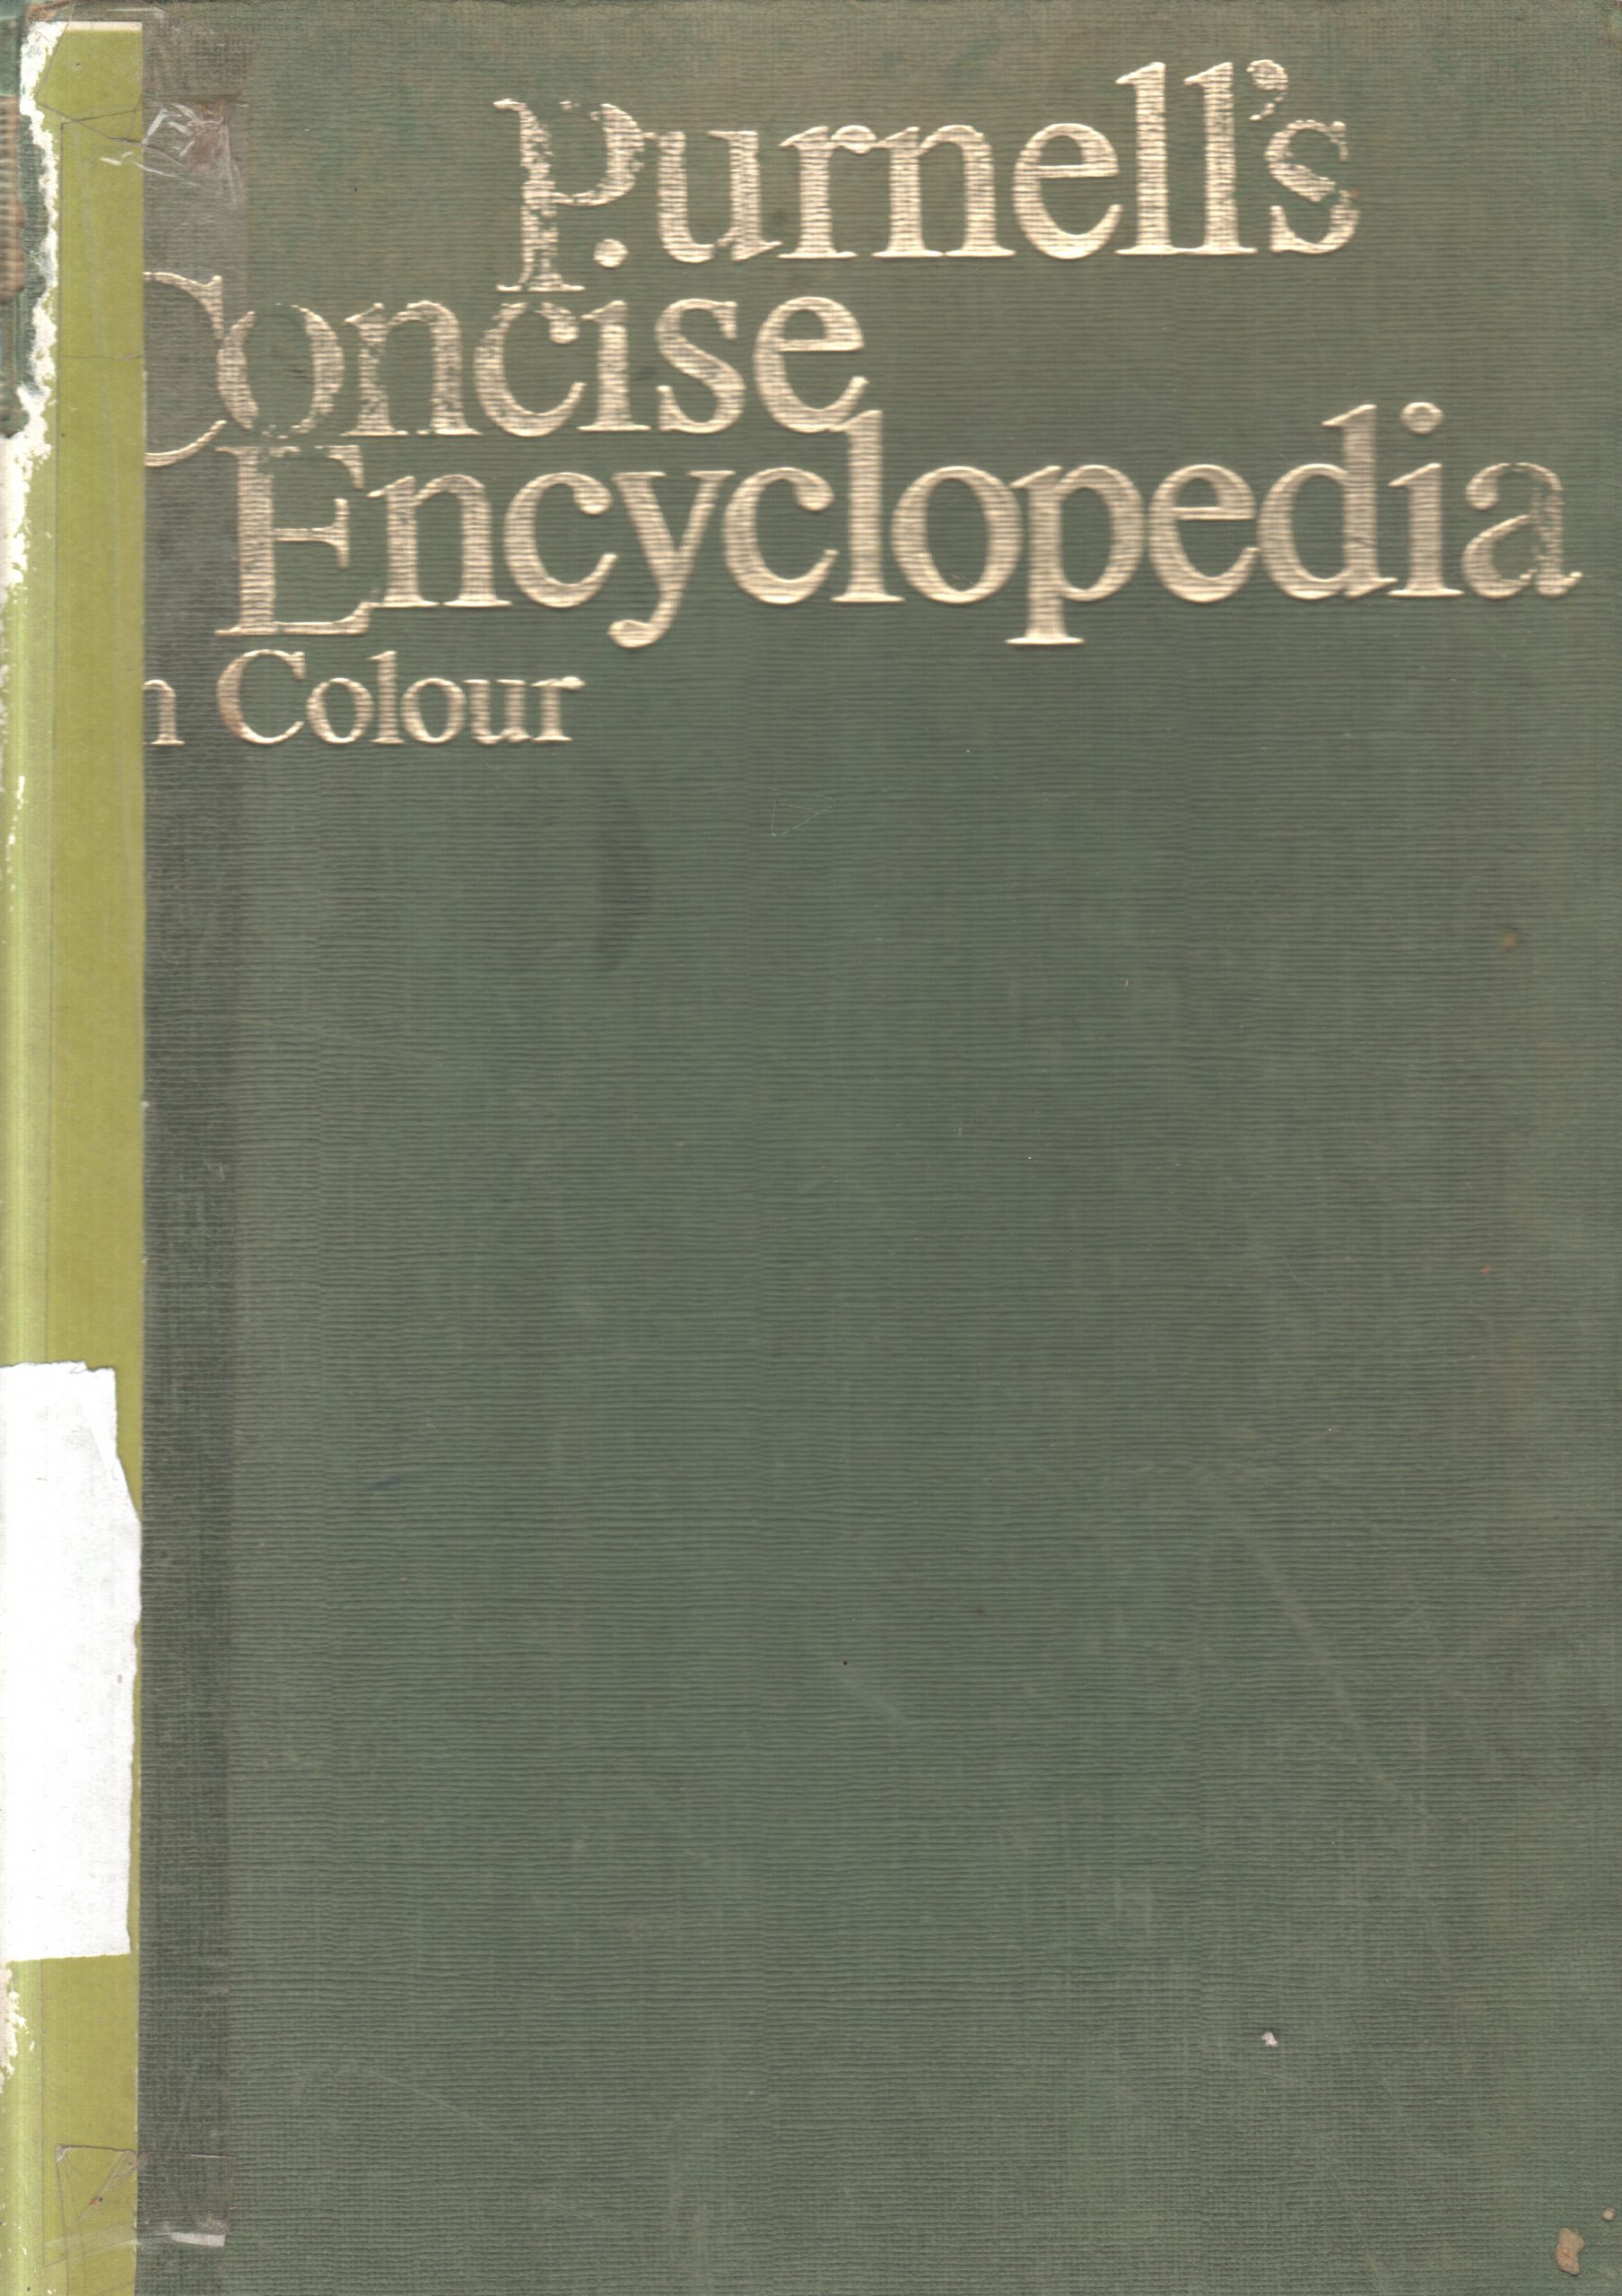 Purnell's
Concise
Encyclopedia
n Colour